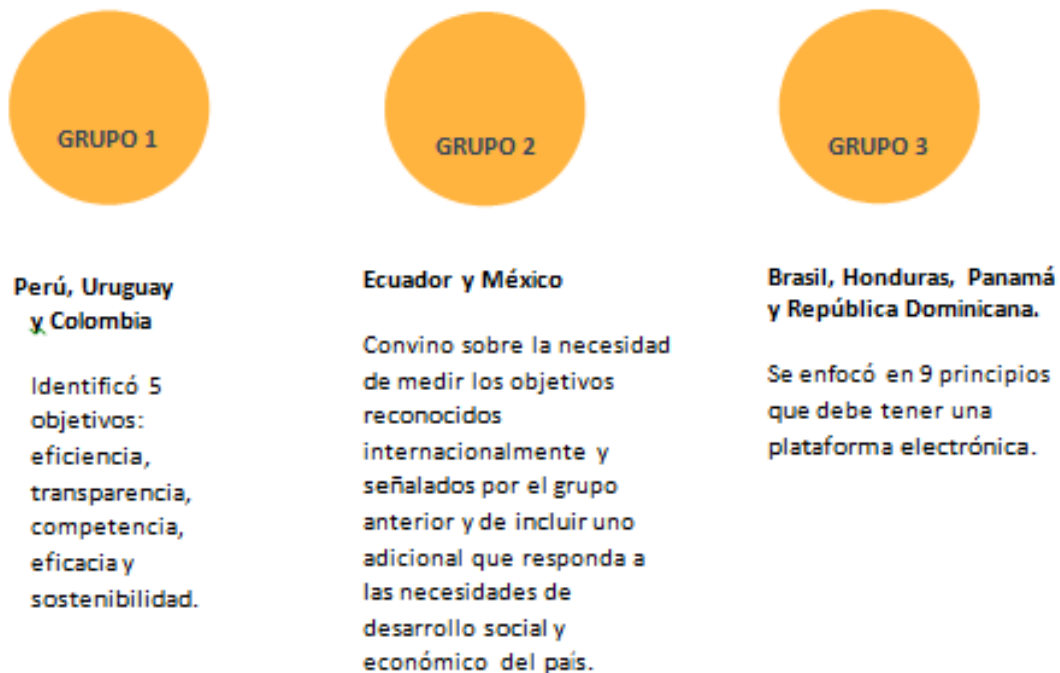 GRUPO 1
Perú, Uruguay
y Colombia
Identificó 5
objetivos:
eficiencia,
transparencia,
competencia,
eficacia y
sostenibilidad.
GRUPO 2
Ecuador y México
Convino sobre la necesidad
de medir los objetivos
reconocidos
internacionalmente y
señalados por el grupo
anterior y de incluir uno
adicional que responda a
las necesidades de
desarrollo social y
económico del país.
GRUPO 3
Brasil, Honduras, Panamá
y República Dominicana.
Se enfocó en 9 principios
que debe tener una
plataforma electrónica.